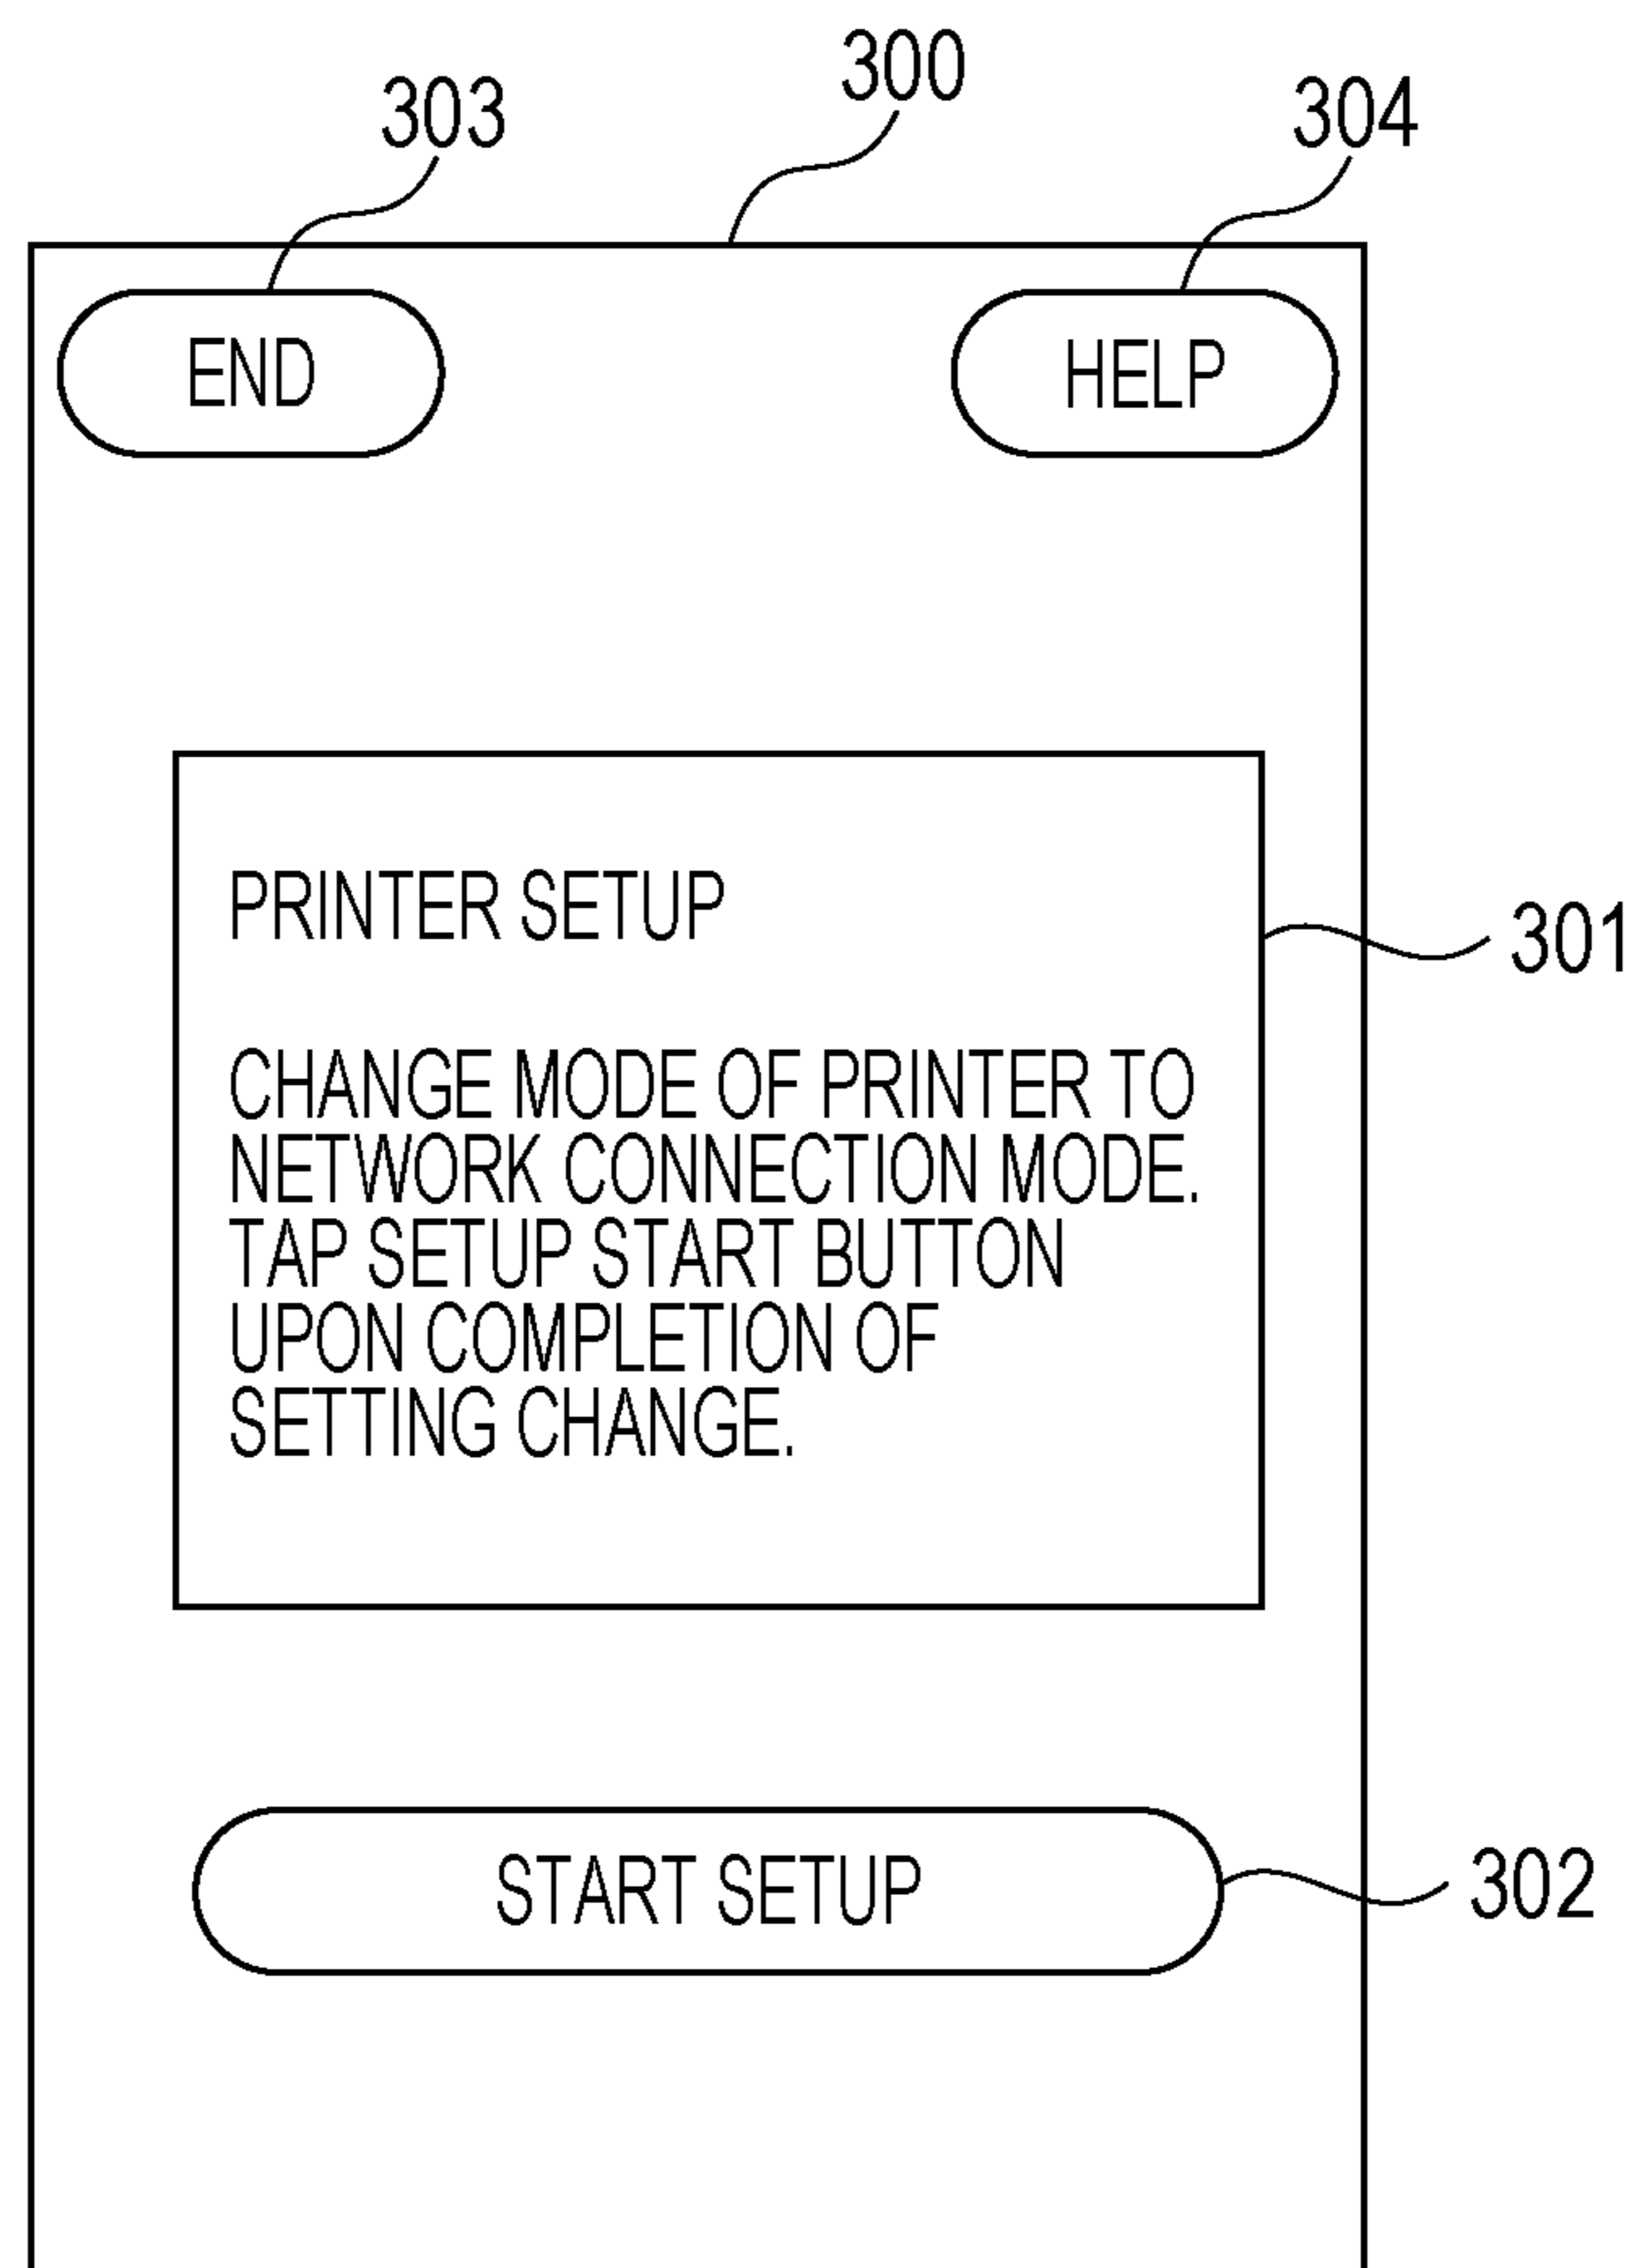 300
303
304
END
HELP
PRINTER SETUP
301
CHANGE MODE OF PRINTER TO
NETWORK CONNECTION MODE.
TAP SETUP START BUTTON
UPON COMPLETION OF
SETTING CHANGE.
START SETUP
302